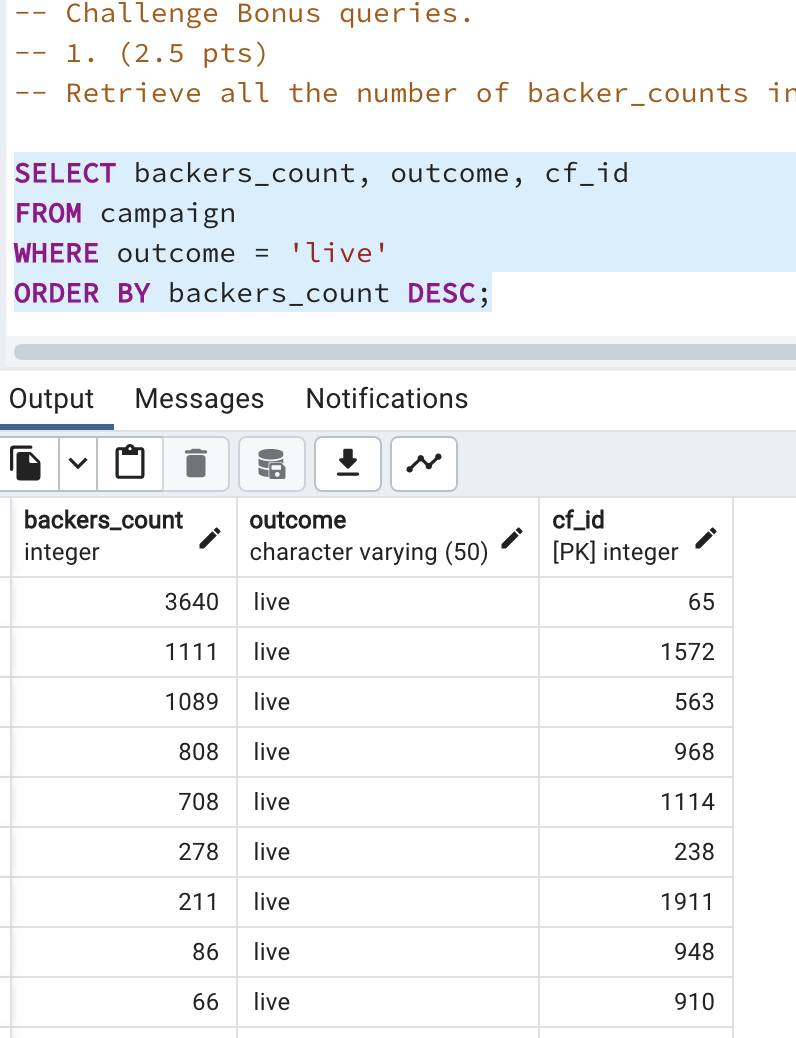 -- Challenge Bonus queries.
-- 1. (2.5 pts)
-- Retrieve all the number of backer_counts in
SELECT backers_count, outcome, cf_id
FROM campaign
WHERE outcome = 'live'
ORDER BY backers_count DESC;
Output Messages Notifications
backers_count outcome cf_id
integer character varying (50) [PK] integer
3640 live 65
1111 live 1572
1089 live 563
808 live 968
708 live 1114
278 live 238
211 live 1911
86 live 948
66 live 910